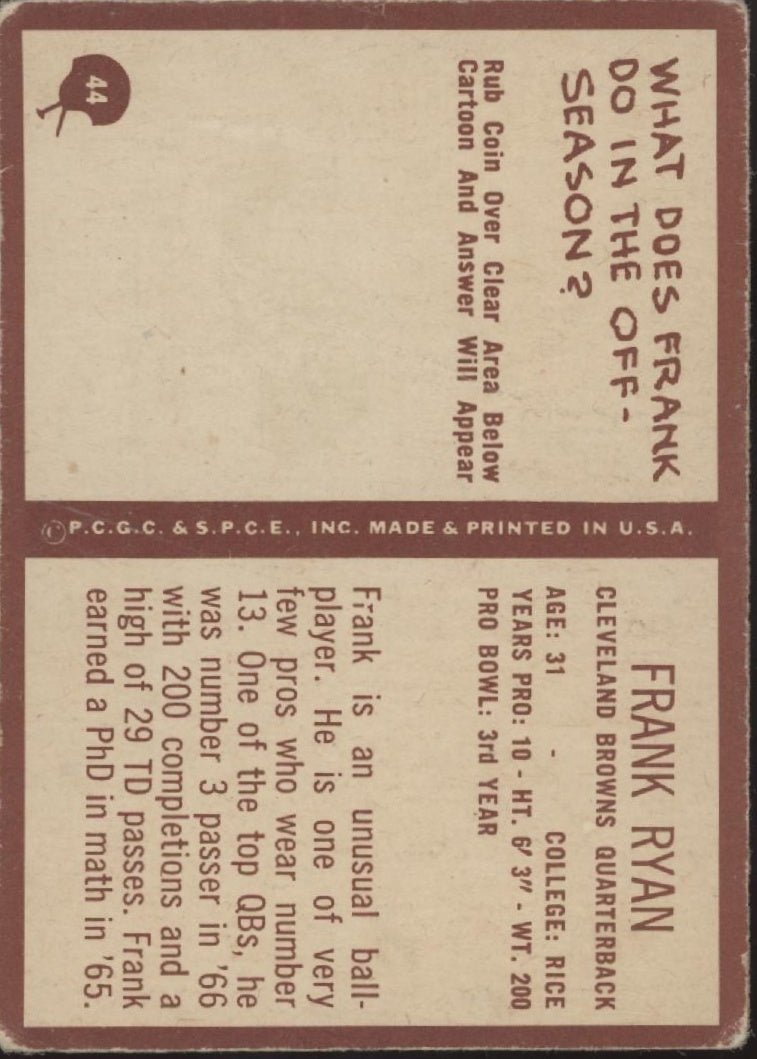 WHAT DOES FRANK
DO IN THE OFF-
SEASON?
Rub Coin Over Clear Area Below
Cartoon And Answer Will Appear
44
©P.C.G.C. & S.P.C.E., INC. MADE & PRINTED IN U.S.A.
FRANK RYAN
CLEVELAND BROWNS QUARTERBACK
AGE: 31 - COLLEGE: RICE
YEARS PRO: 10 - HT. 6' 3" - WT. 200
PRO BOWL: 3rd YEAR
Frank is an unusual ball-
player. He is one of very
few pros who wear number
13. One of the top QBs, he
was number 3 passer in '66
with 200 completions and a
high of 29 TD passes. Frank
earned a PhD in math in '65.